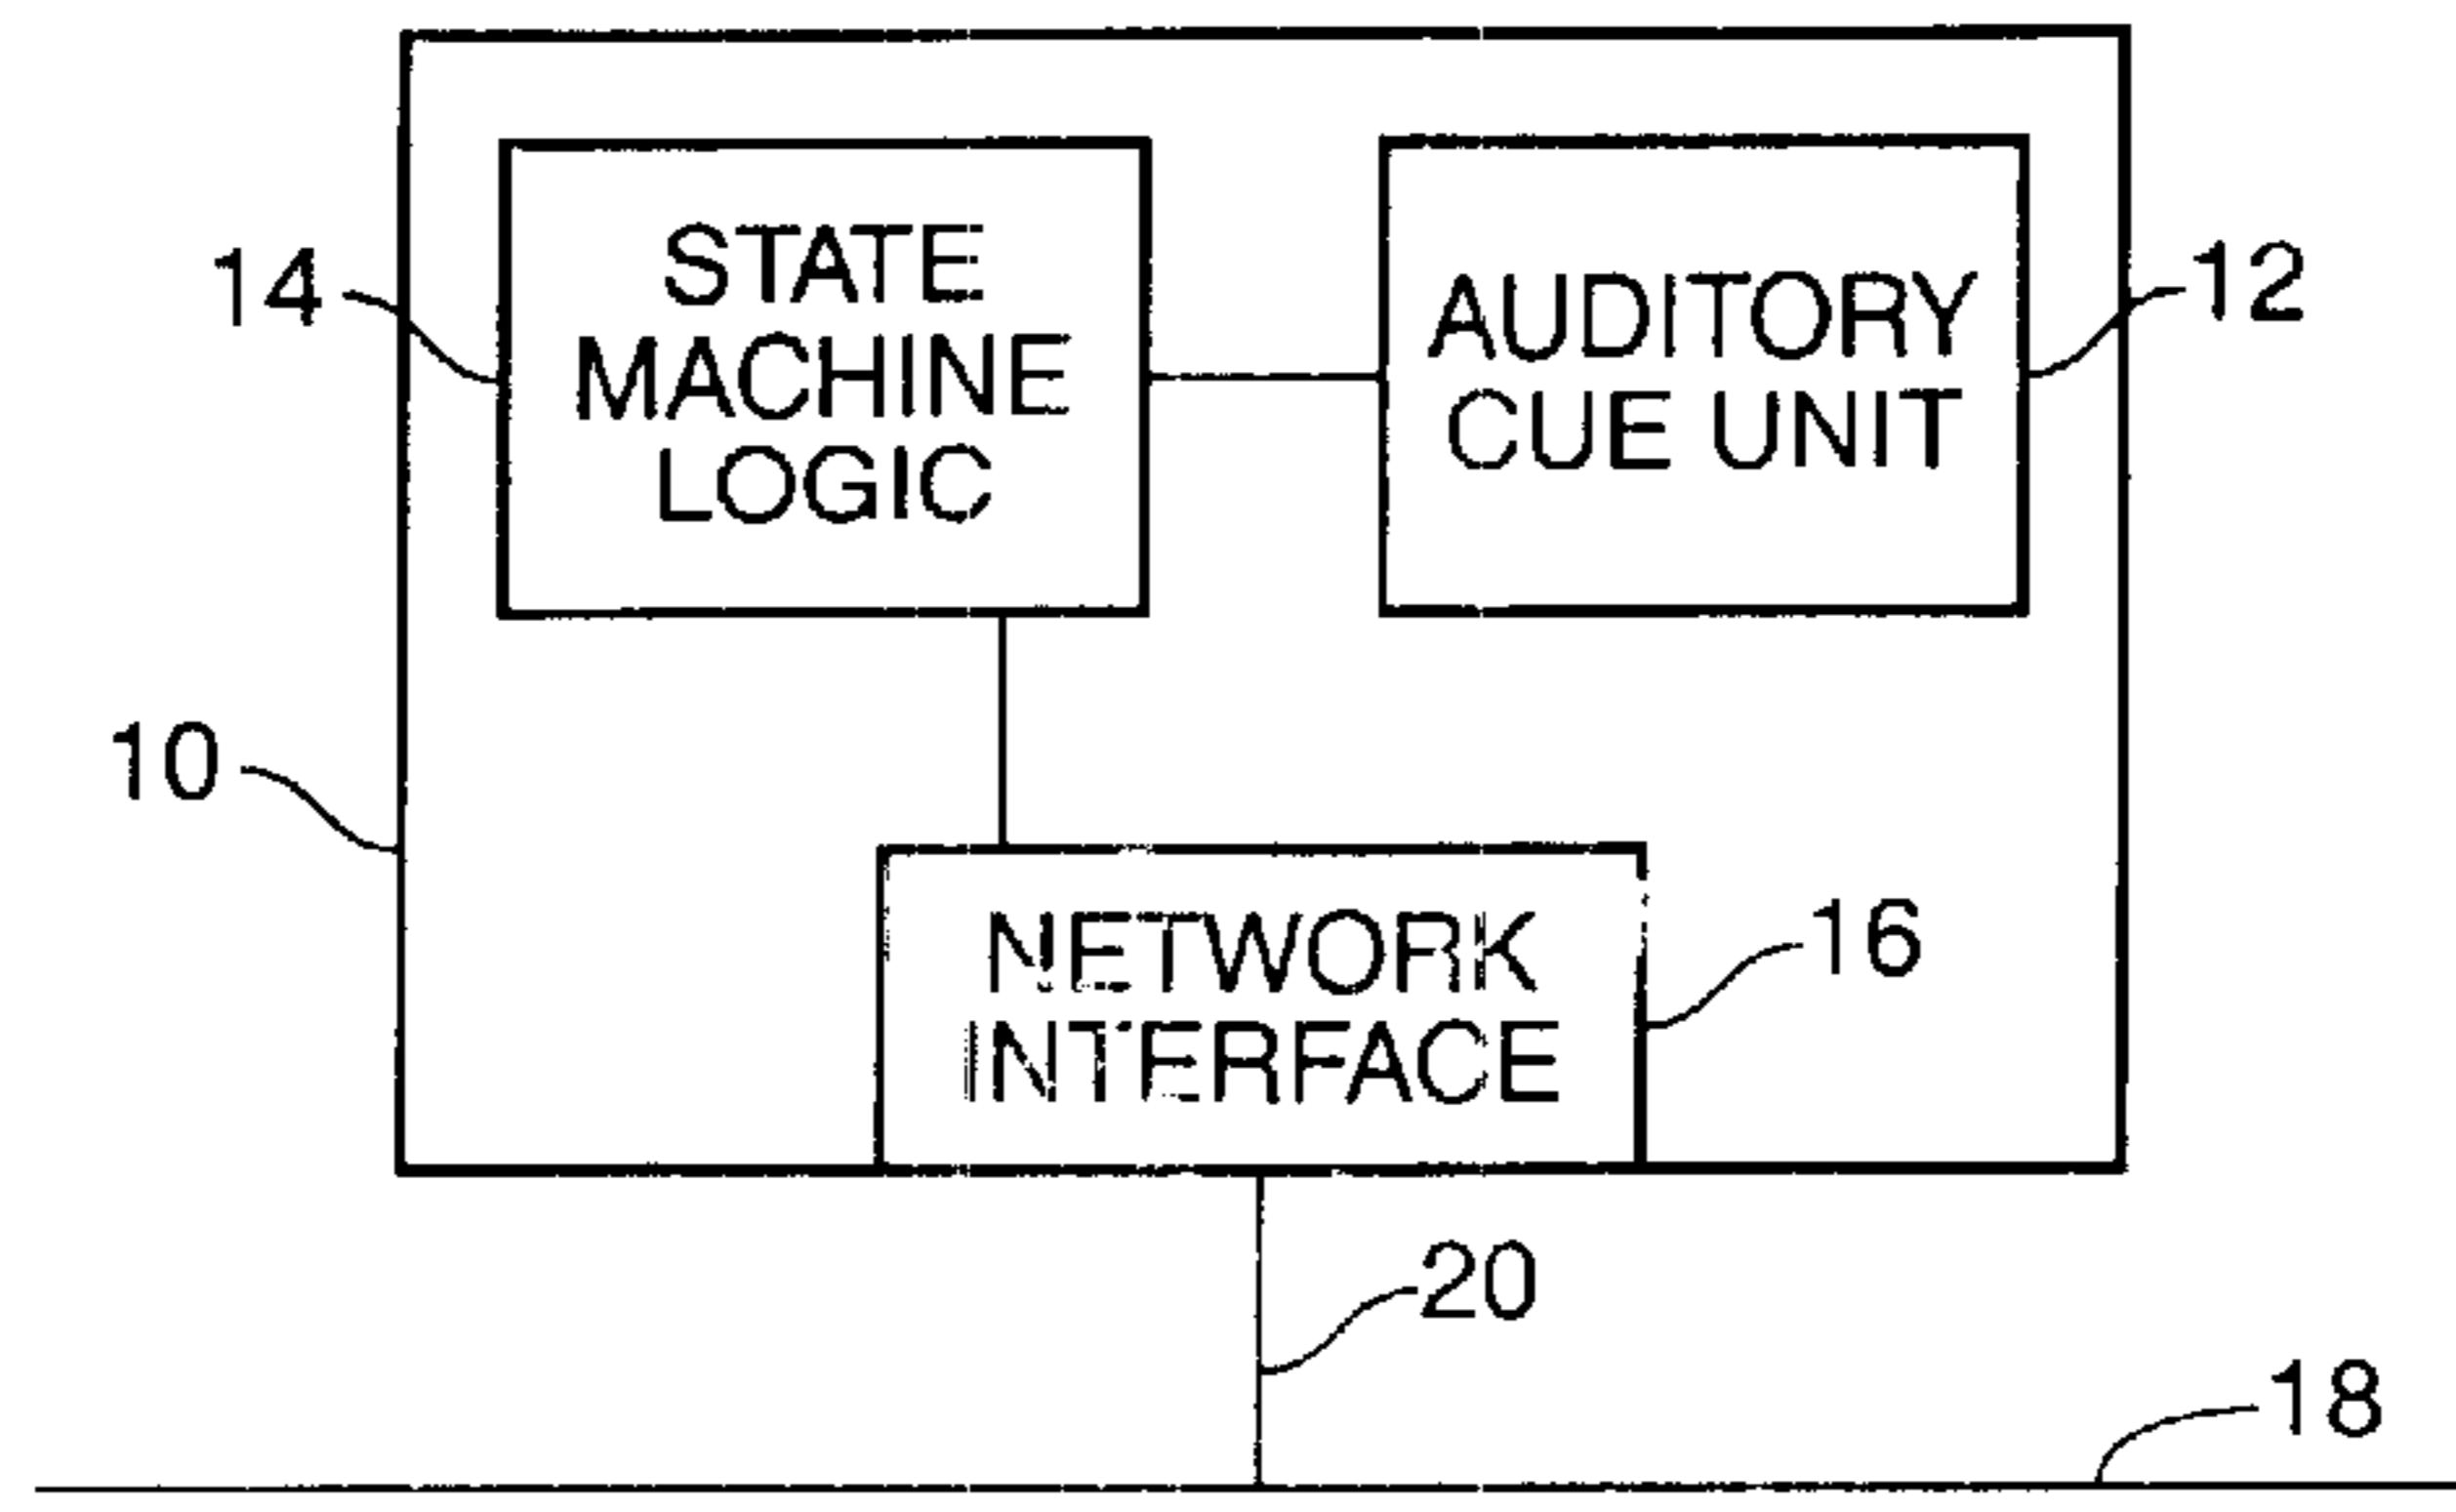 STATE
MACHINE
LOGIC
14
AUDITORY
CUE UNIT
12
10
NETWORK
INTERFACE
16
20
18